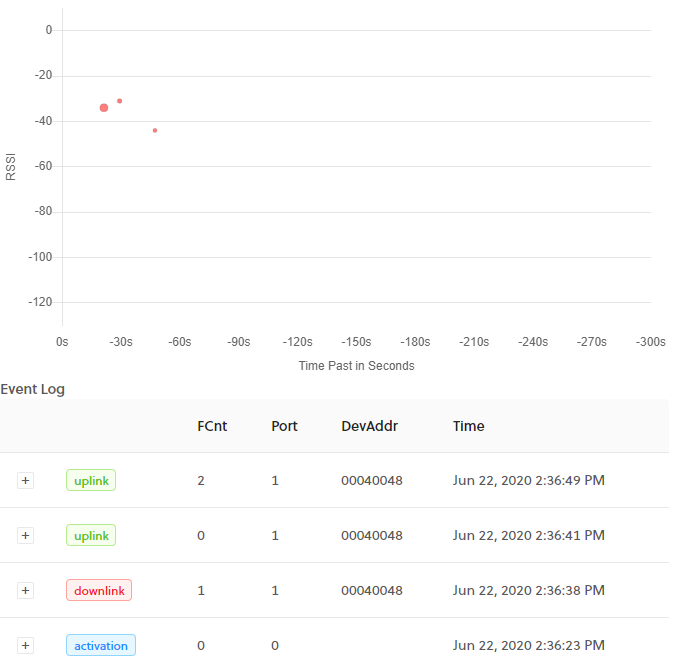 0
-20
-40
-60
-80
-100
-120
RSSI
0s -30s -60s -90s -120s -150s -180s -210s -240s -270s -300s
Time Past in Seconds
Event Log
FCnt Port DevAddr Time
+ uplink 2 1 00040048 Jun 22, 2020 2:36:49 PM
+ uplink 0 1 00040048 Jun 22, 2020 2:36:41 PM
+ downlink 1 1 00040048 Jun 22, 2020 2:36:38 PM
+ activation 0 0 Jun 22, 2020 2:36:23 PM